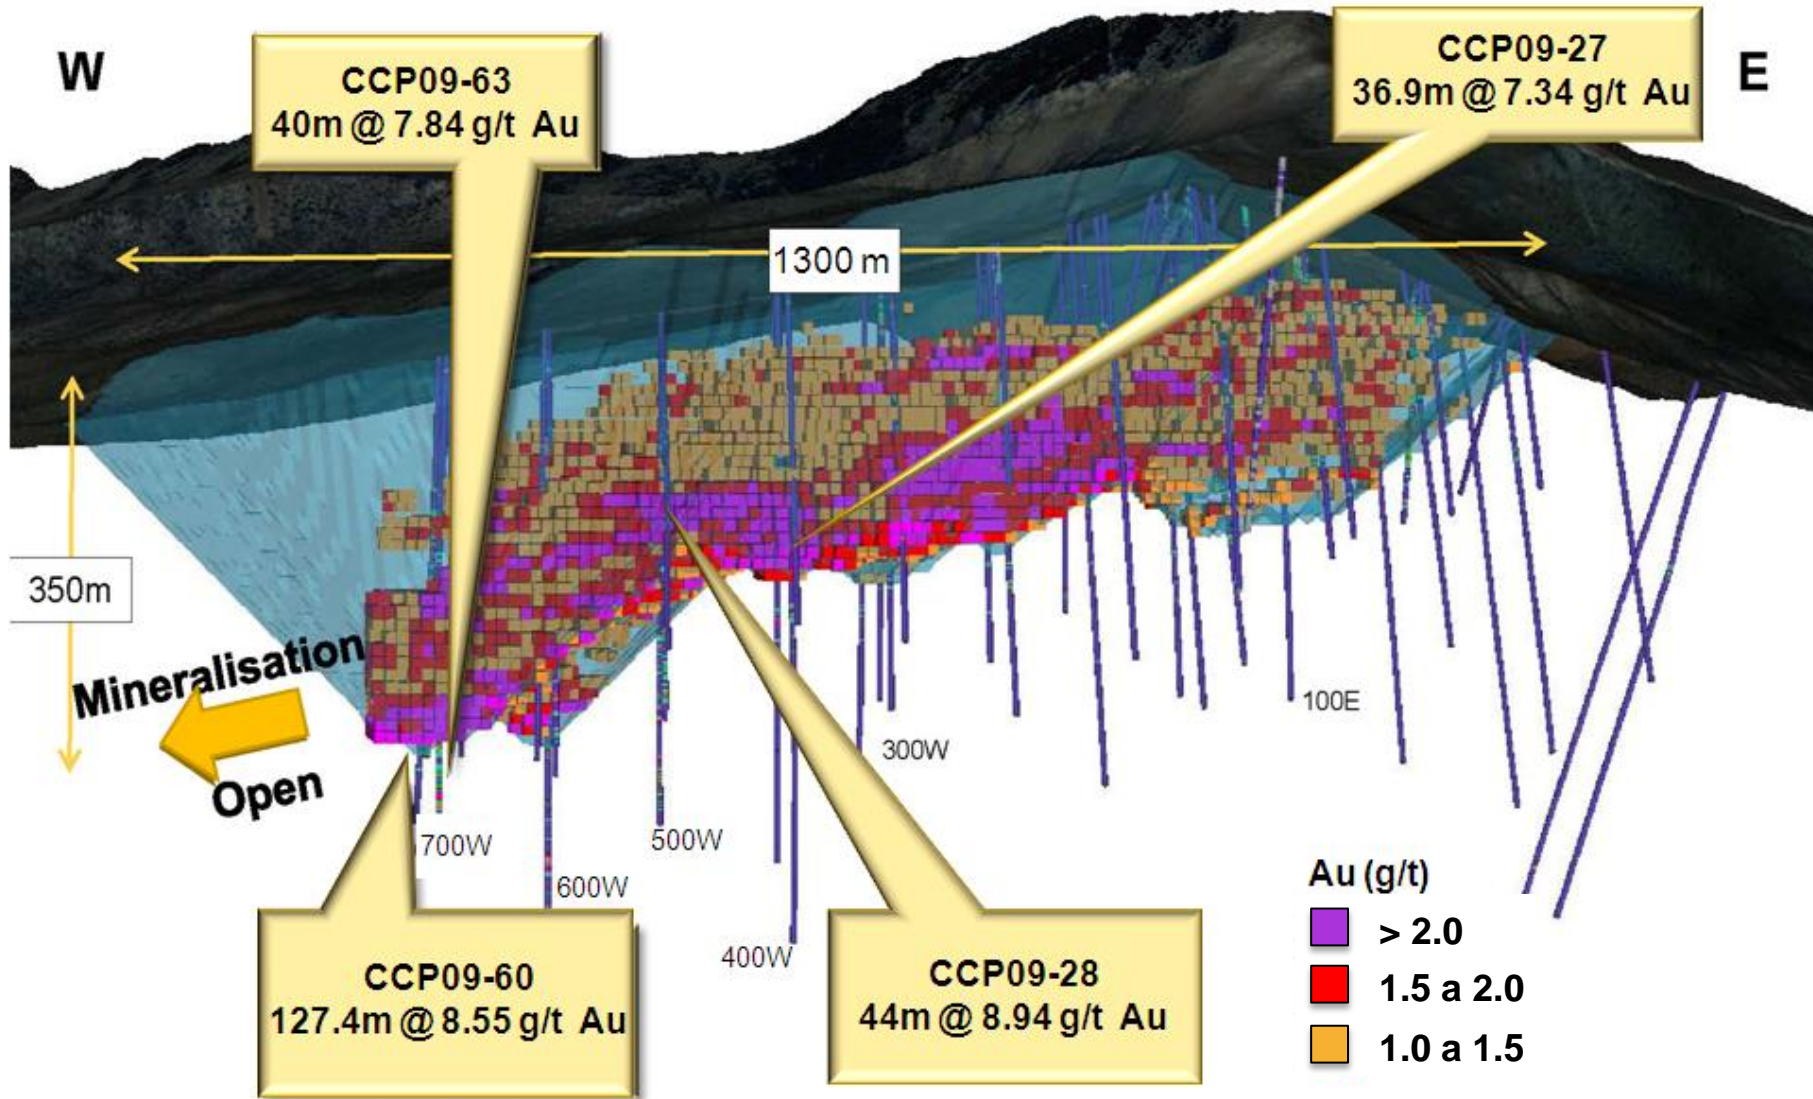 W
CCP09-63
40m @ 7.84 g/t Au
CCP09-27
36.9m @ 7.34 g/t Au
E
1300 m
350m
Mineralisation
Open
100E
300W
700W
500W
600W
400W
CCP09-60
127.4m @ 8.55 g/t Au
CCP09-28
44m @ 8.94 g/t Au
Au (g/t)
> 2.0
1.5 a 2.0
1.0 a 1.5